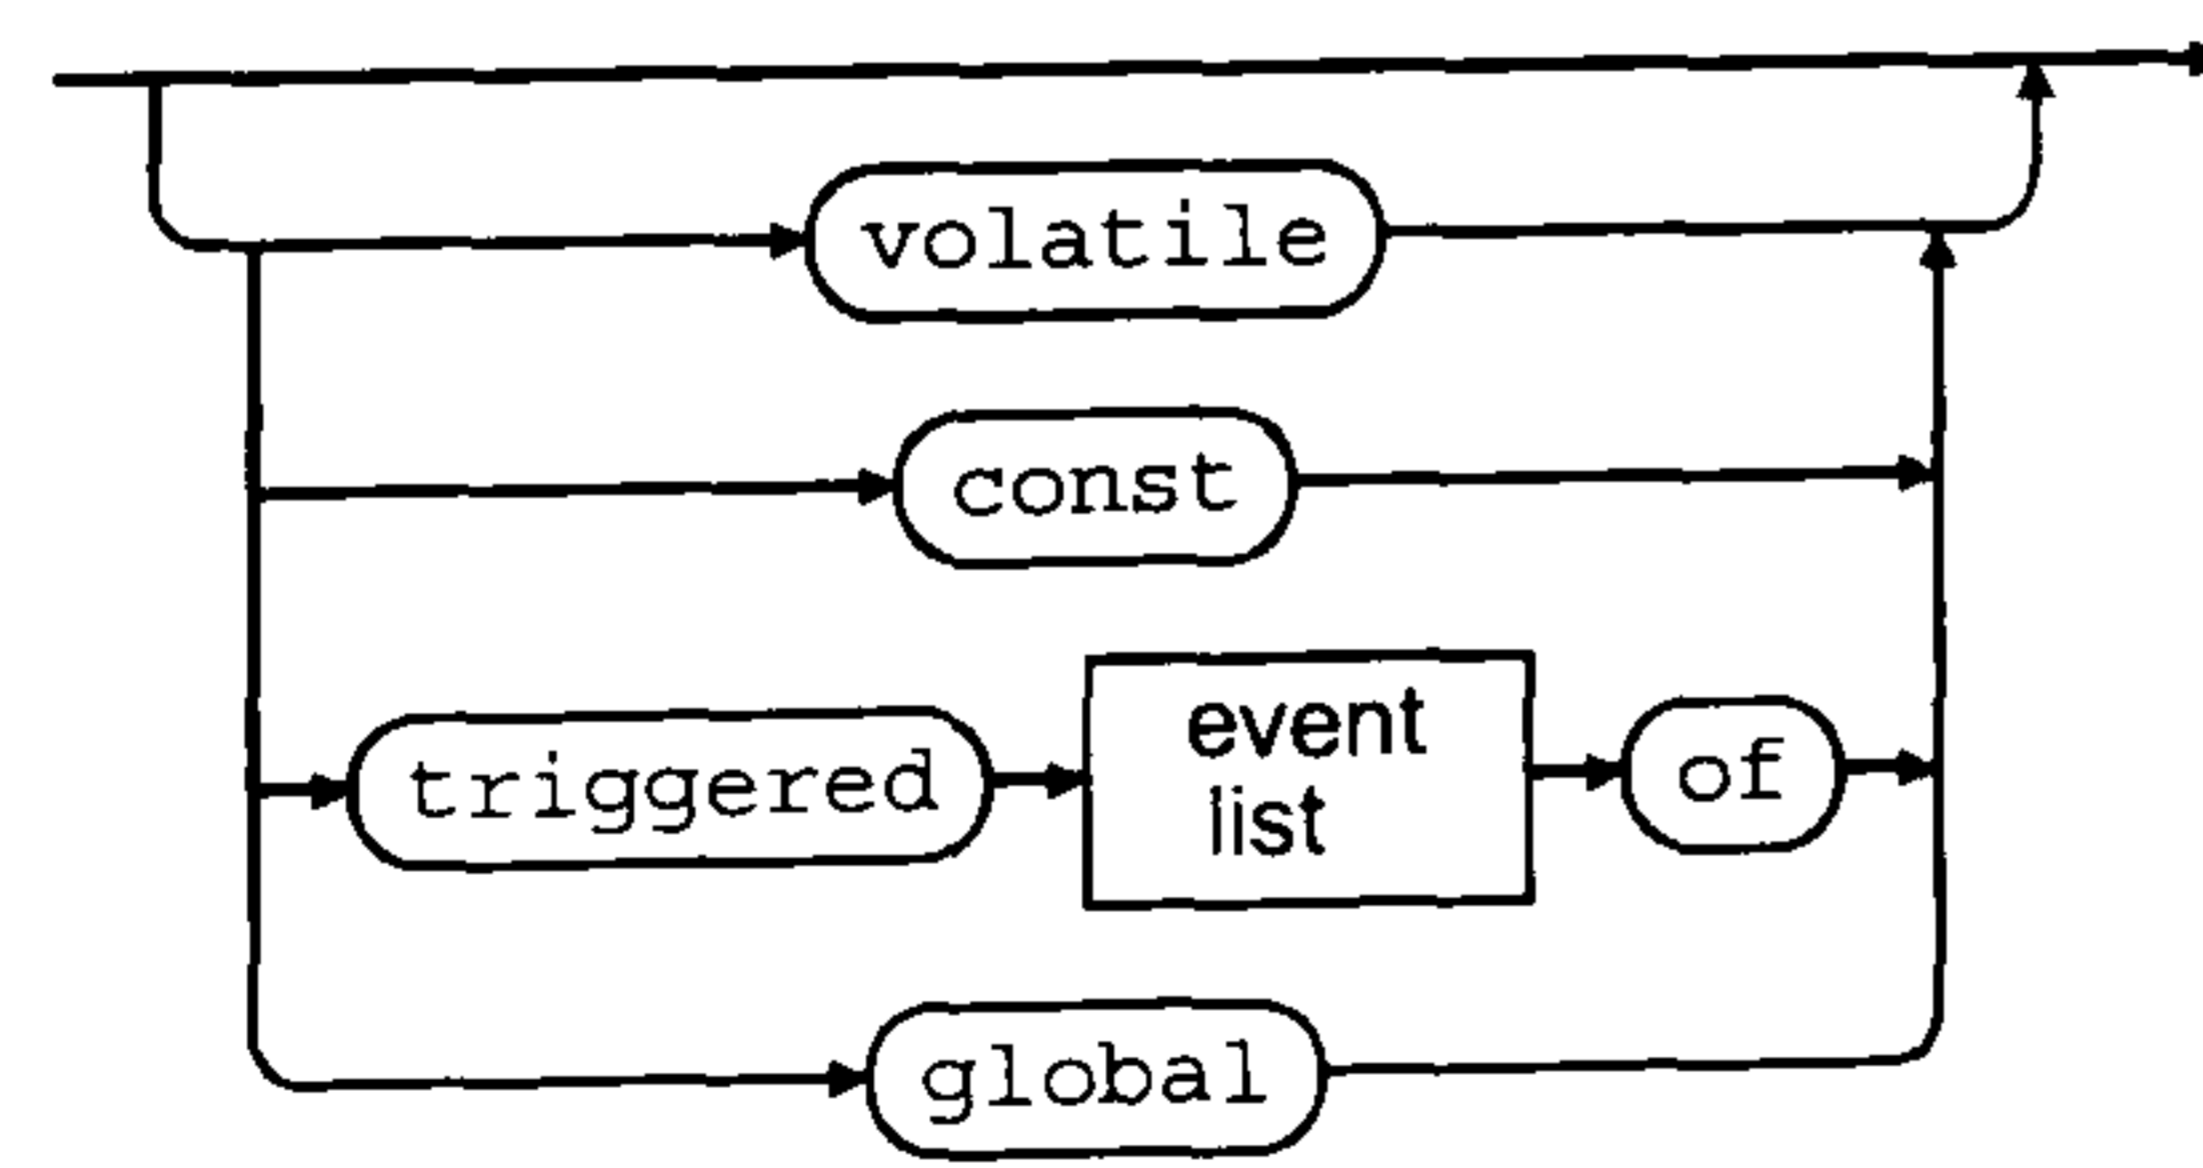 volatile
const
triggered event list of
global